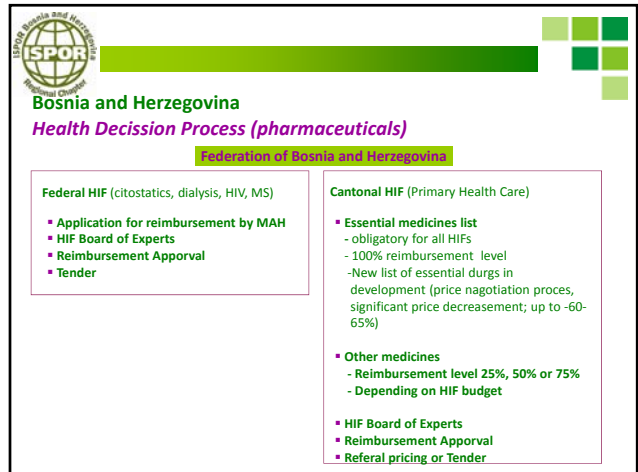 ISPOR Bosnia and Herzegovina
ISPOR
Regional Chapter
Bosnia and Herzegovina
Health Decission Process (pharmaceuticals)
Federation of Bosnia and Herzegovina
Federal HIF (citostatics, dialysis, HIV, MS)
▪ Application for reimbursement by MAH
▪ HIF Board of Experts
▪ Reimbursement Apporval
▪ Tender
Cantonal HIF (Primary Health Care)
▪ Essential medicines list
- obligatory for all HIFs
- 100% reimbursement level
-New list of essential durgs in
development (price nagotiation proces,
significant price decreasement; up to -60-
65%)
▪ Other medicines
- Reimbursement level 25%, 50% or 75%
- Depending on HIF budget
▪ HIF Board of Experts
▪ Reimbursement Apporval
▪ Referal pricing or Tender